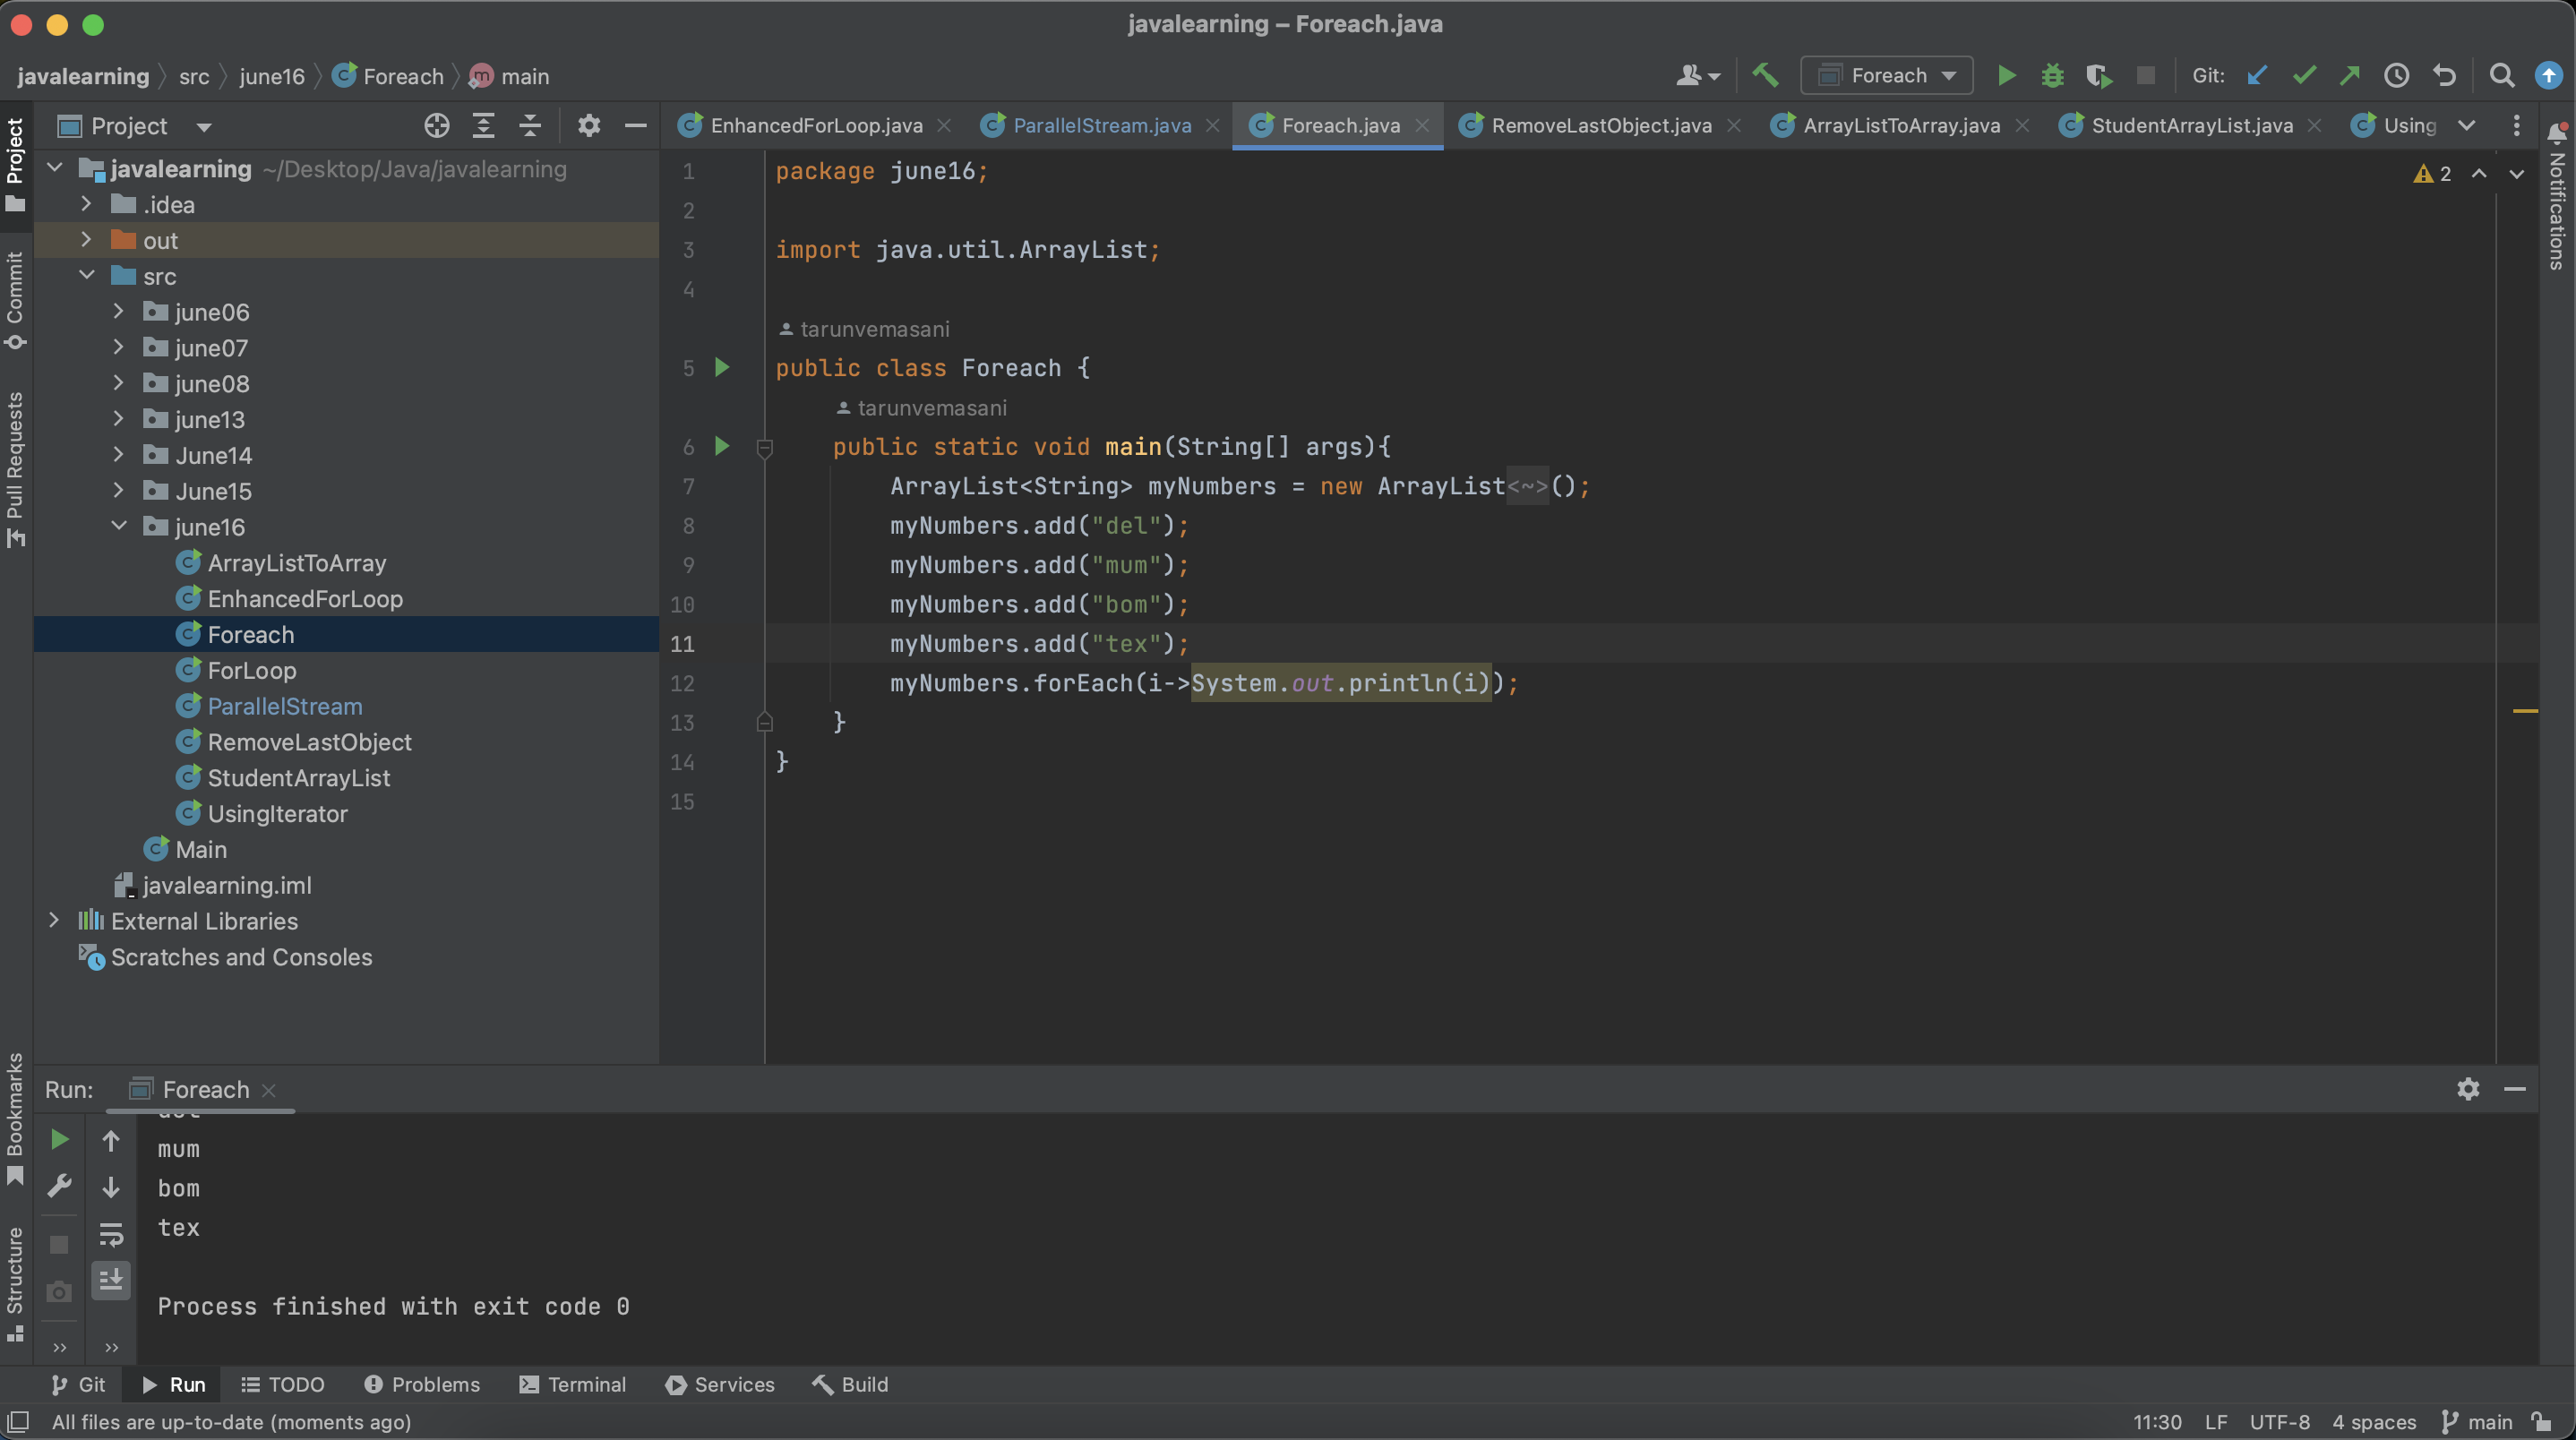 javalearning – Foreach.java
javalearning src june16 Foreach main
Foreach
Git:
Project
EnhancedForLoop.java ParallelStream.java Foreach.java RemoveLastObject.java ArrayListToArray.java StudentArrayList.java Using
Project
Commit
Pull Requests
Bookmarks
Structure
Notifications
javalearning ~/Desktop/Java/javalearning
.idea
out
src
june06
june07
june08
june13
June14
June15
june16
ArrayListToArray
EnhancedForLoop
Foreach
ForLoop
ParallelStream
RemoveLastObject
StudentArrayList
UsingIterator
Main
javalearning.iml
External Libraries
Scratches and Consoles
2
1 package june16;
2
3 import java.util.ArrayList;
4
tarunvemasani
5 public class Foreach {
tarunvemasani
6 public static void main(String[] args){
7 ArrayList<String> myNumbers = new ArrayList<~>();
8 myNumbers.add("del");
9 myNumbers.add("mum");
10 myNumbers.add("bom");
11 myNumbers.add("tex");
12 myNumbers.forEach(i->System.out.println(i));
13 }
14 }
15
Run: Foreach
mum
bom
tex
Process finished with exit code 0
Git Run TODO Problems Terminal Services Build
All files are up-to-date (moments ago)
11:30 LF UTF-8 4 spaces main